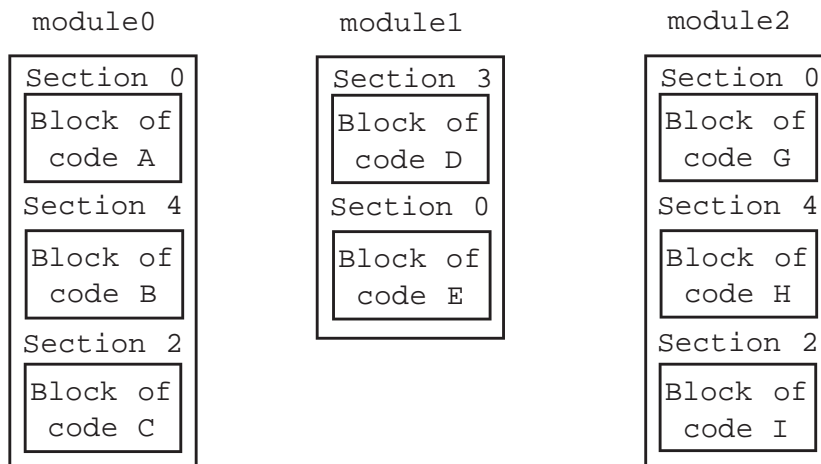 module0
Section 0
Block of
code A
Section 4
Block of
code B
Section 2
Block of
code C
module1
Section 3
Block of
code D
Section 0
Block of
code E
module2
Section 0
Block of
code G
Section 4
Block of
code H
Section 2
Block of
code I